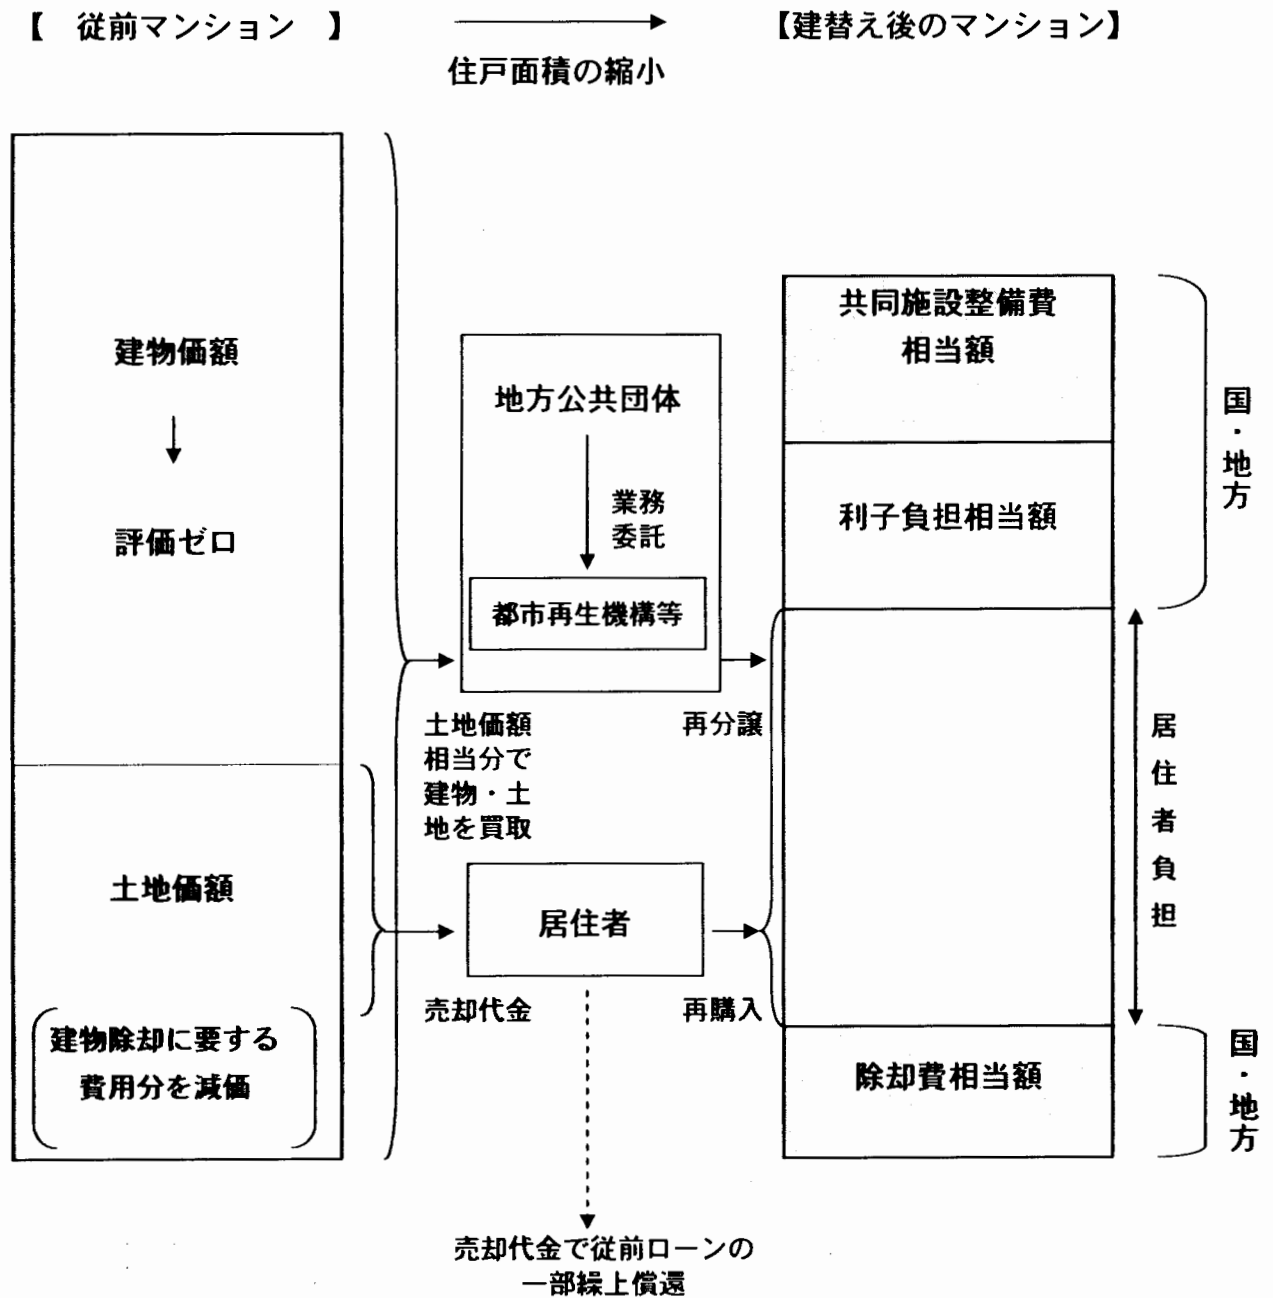 【　従前マンション　】
【建替え後のマンション】
住戸面積の縮小
建物価額
評価ゼロ
土地価額
建物除却に要する
費用分を減価
地方公共団体
業務
委託
都市再生機構等
土地価額
相当分で
建物・土
地を買取
再分譲
居住者
売却代金
再購入
売却代金で従前ローンの
一部繰上償還
共同施設整備費
相当額
利子負担相当額
除却費相当額
国・地方
居住者負担
国・地方